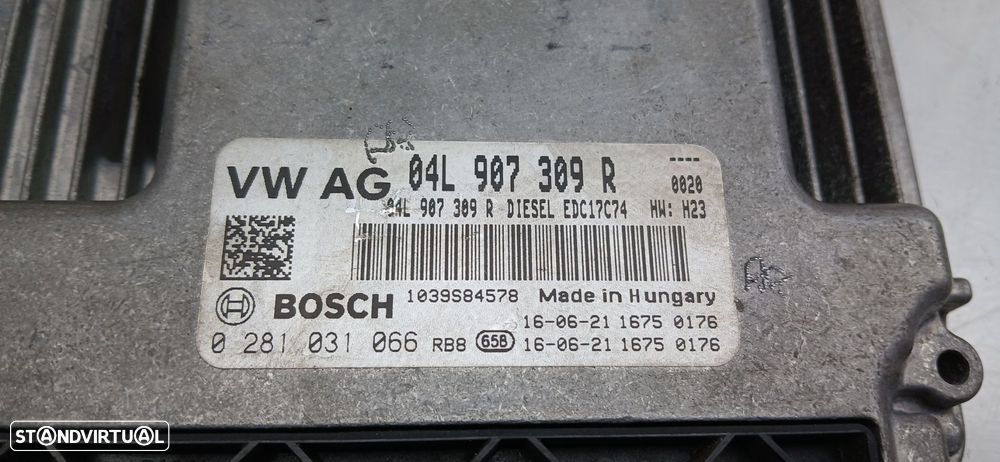 VW AG 04L 907 309 R
0020
04L 907 309 R DIESEL EDC17C74 HW: H23
BOSCH 1039S84578 Made in Hungary
16-06-21 1675 0176
0 281 031 066 RB8 658 16-06-21 1675 0176
STANDVIRTUAL